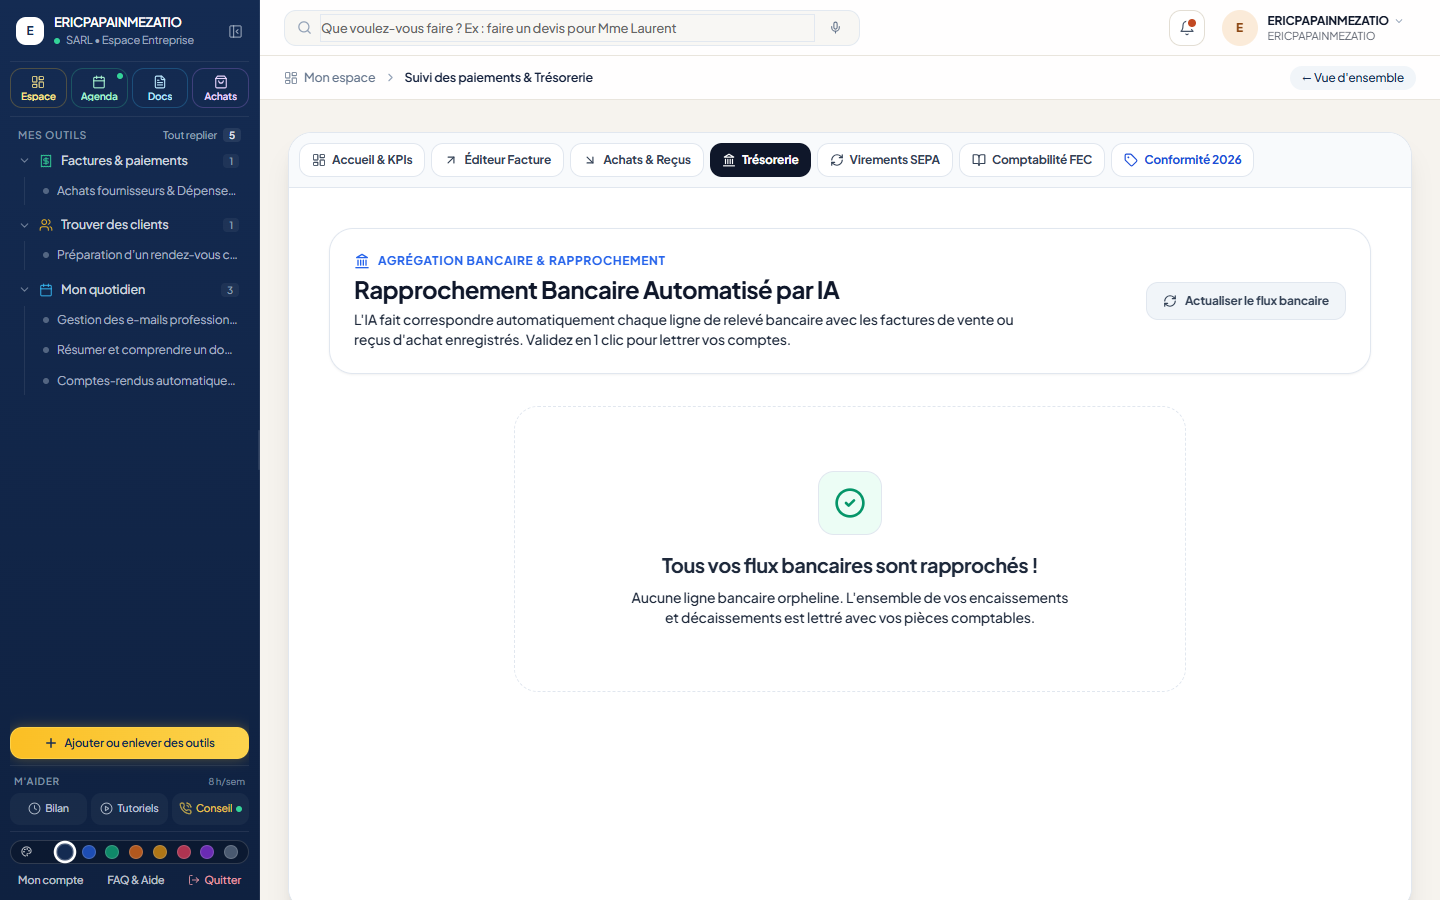 E
ERICPAPAINMEZATIO
SARL • Espace Entreprise
Espace
Agenda
Docs
Achats
MES OUTILS
Tout replier
5
Factures & paiements
1
Achats fournisseurs & Dépense...
Trouver des clients
1
Préparation d'un rendez-vous c...
Mon quotidien
3
Gestion des e-mails profession...
Résumer et comprendre un do...
Comptes-rendus automatique...
Ajouter ou enlever des outils
M'AIDER
8 h/sem
Bilan
Tutoriels
Conseil
Mon compte
FAQ & Aide
Quitter
Que voulez-vous faire ? Ex : faire un devis pour Mme Laurent
E
ERICPAPAINMEZATIO
ERICPAPAINMEZATIO
Mon espace
Suivi des paiements & Trésorerie
← Vue d'ensemble
Accueil & KPIs
Éditeur Facture
Achats & Reçus
Trésorerie
Virements SEPA
Comptabilité FEC
Conformité 2026
AGRÉGATION BANCAIRE & RAPPROCHEMENT
Rapprochement Bancaire Automatisé par IA
L'IA fait correspondre automatiquement chaque ligne de relevé bancaire avec les factures de vente ou
reçus d'achat enregistrés. Validez en 1 clic pour lettrer vos comptes.
Actualiser le flux bancaire
Tous vos flux bancaires sont rapprochés !
Aucune ligne bancaire orpheline. L'ensemble de vos encaissements
et décaissements est lettré avec vos pièces comptables.